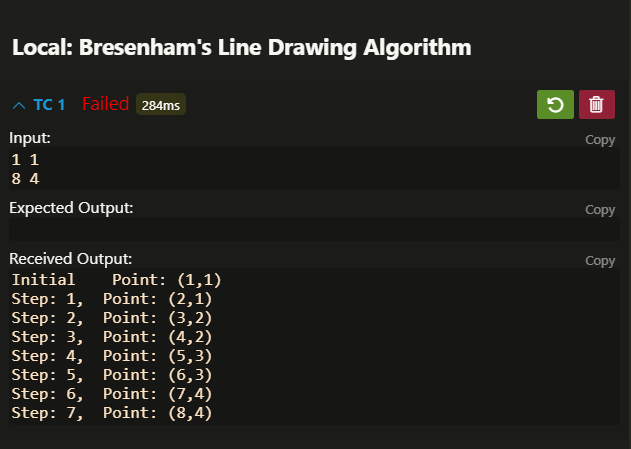 Local: Bresenham's Line Drawing Algorithm
TC 1 Failed 284ms
Input:
Copy
1 1
8 4
Expected Output:
Copy
Received Output:
Copy
Initial    Point: (1,1)
Step: 1,  Point: (2,1)
Step: 2,  Point: (3,2)
Step: 3,  Point: (4,2)
Step: 4,  Point: (5,3)
Step: 5,  Point: (6,3)
Step: 6,  Point: (7,4)
Step: 7,  Point: (8,4)